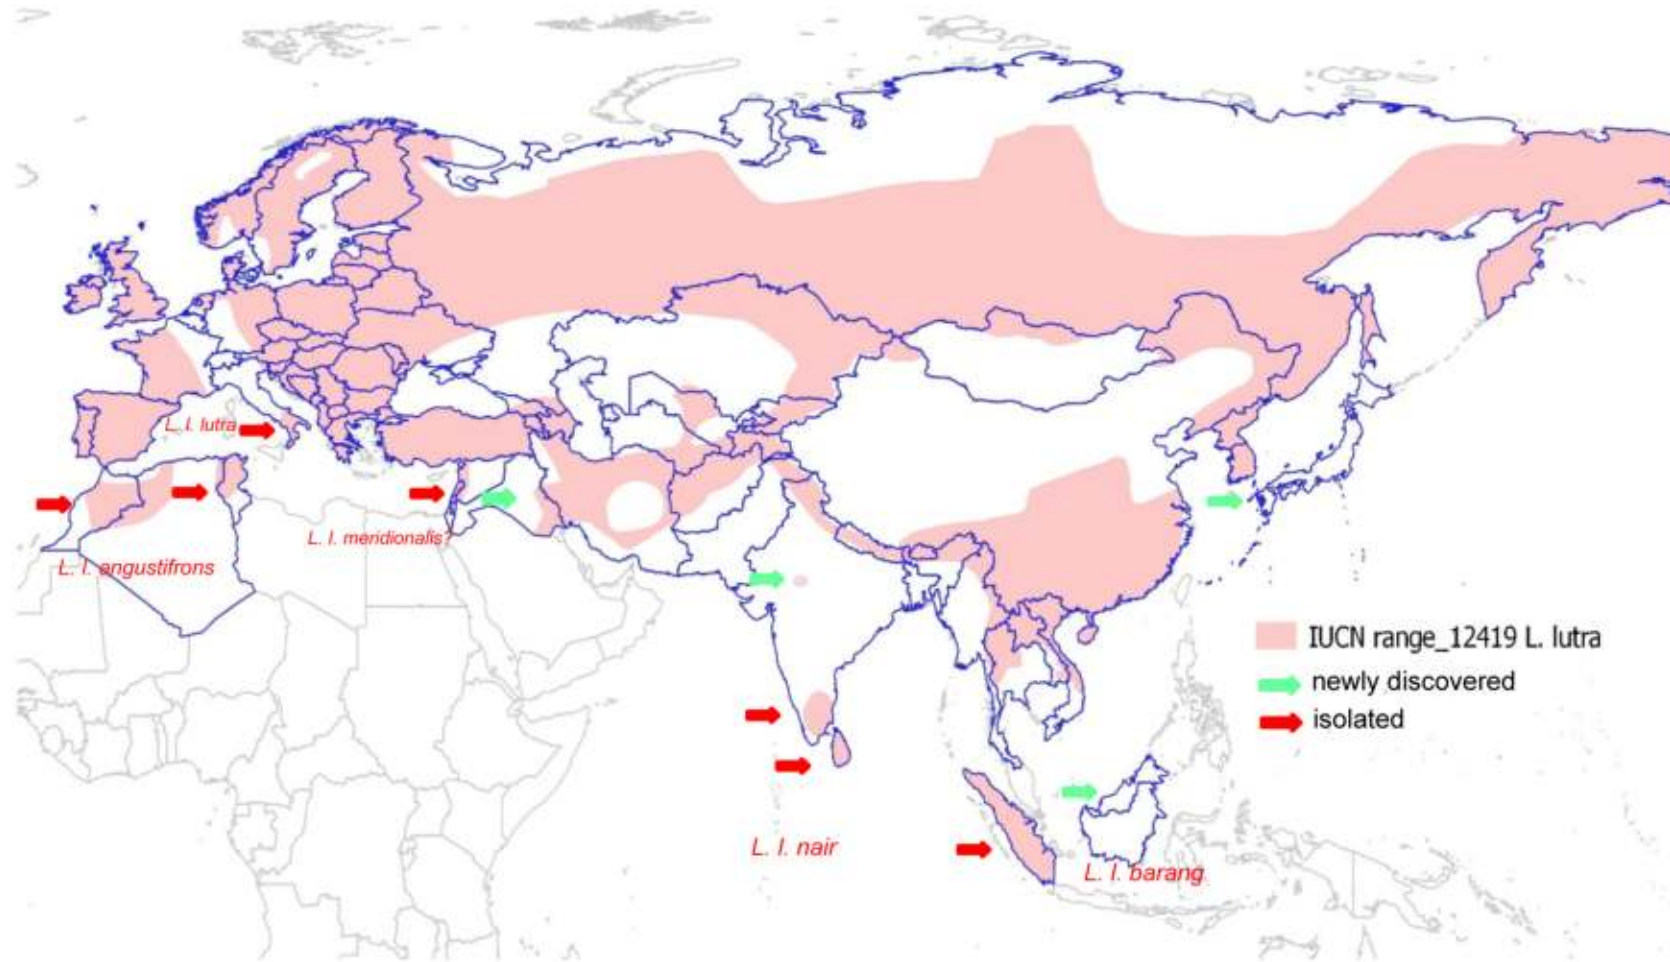 L. l. lutra
L. l. meridionalis?
L. l. angustifrons
IUCN range_12419 L. lutra
newly discovered
isolated
L. l. nair
L. l. barang